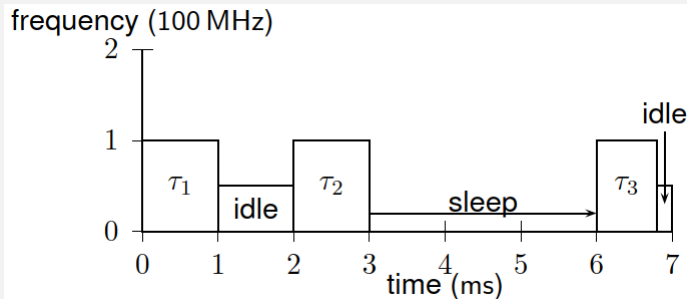 frequency (100 MHz)
2
idle
1
τ1 τ2 τ3
idle sleep
0
0 1 2 3 4 5 6 7
time (ms)